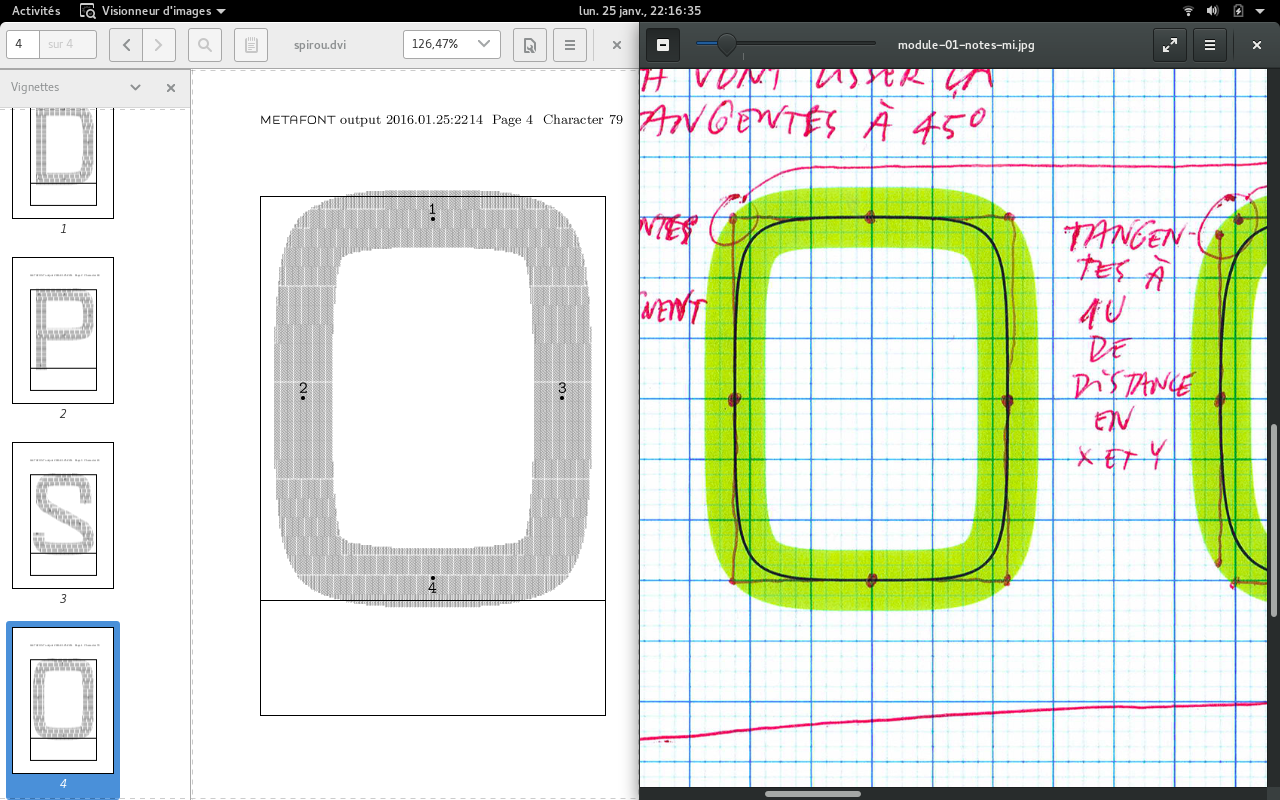 Activités
Visionneur d'images
lun. 25 janv., 22:16:35
4
sur 4
spirou.dvi
126,47%
module-01-notes-mi.jpg
Vignettes
1
2
3
4
METAFONT output 2016.01.25:2214 Page 4 Character 79
1
2
3
4
A VONT LISSER ÇA
TANGENTES À 45°
NTES
NENT
TANGEN-
TES À
1U
DE
DISTANCE
EN
X ET Y